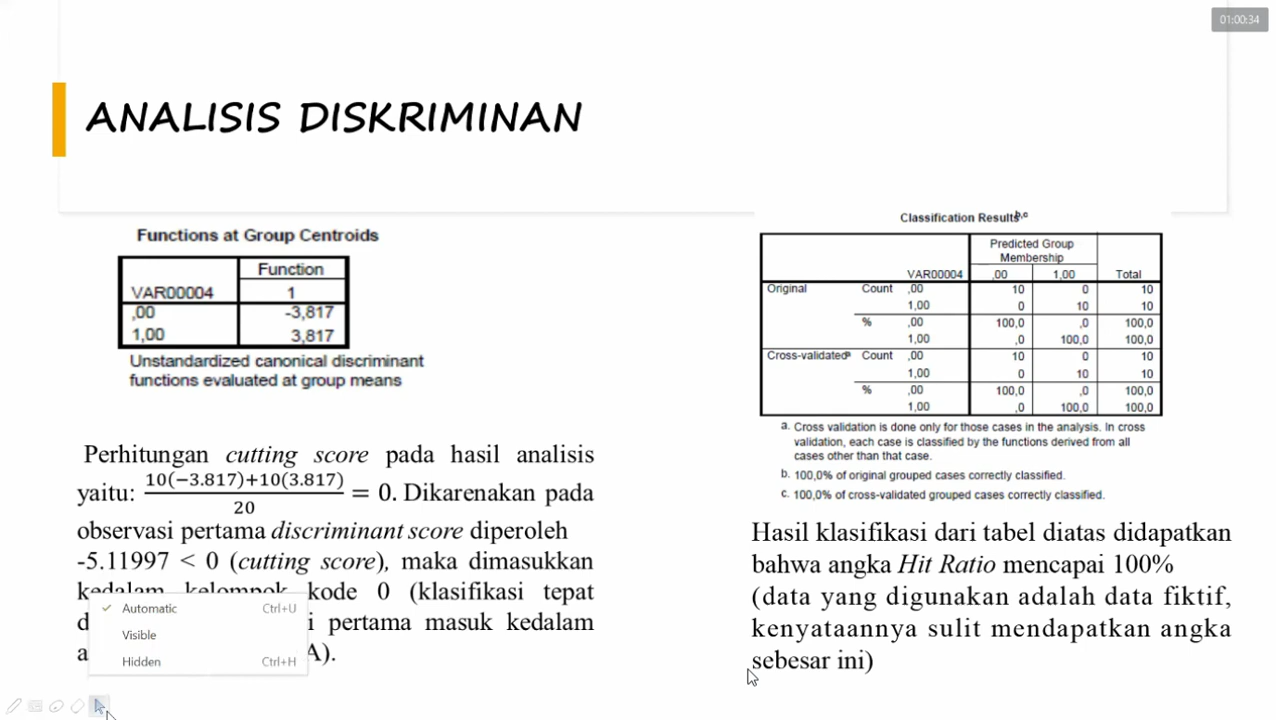 01:00:34
ANALISIS DISKRIMINAN
Functions at Group Centroids
Function
VAR00004 1
,00 -3,817
1,00 3,817
Unstandardized canonical discriminant
functions evaluated at group means
Perhitungan cutting score pada hasil analisis
yaitu: 10(−3.817)+10(3.817)/20 = 0. Dikarenakan pada
observasi pertama discriminant score diperoleh
-5.11997 < 0 (cutting score), maka dimasukkan
kedalam kelompok kode 0 (klasifikasi tepat
pertama masuk kedalam
A).
Automatic Ctrl+U
Visible
Hidden Ctrl+H
Classification Results b,c
Predicted Group
Membership
VAR00004 ,00 1,00 Total
Original Count ,00 10 0 10
1,00 0 10 10
% ,00 100,0 ,0 100,0
1,00 ,0 100,0 100,0
Cross-validated a Count ,00 10 0 10
1,00 0 10 10
% ,00 100,0 ,0 100,0
1,00 ,0 100,0 100,0
a. Cross validation is done only for those cases in the analysis. In cross
validation, each case is classified by the functions derived from all
cases other than that case.
b. 100,0% of original grouped cases correctly classified.
c. 100,0% of cross-validated grouped cases correctly classified.
Hasil klasifikasi dari tabel diatas didapatkan
bahwa angka Hit Ratio mencapai 100%
(data yang digunakan adalah data fiktif,
kenyataannya sulit mendapatkan angka
sebesar ini)